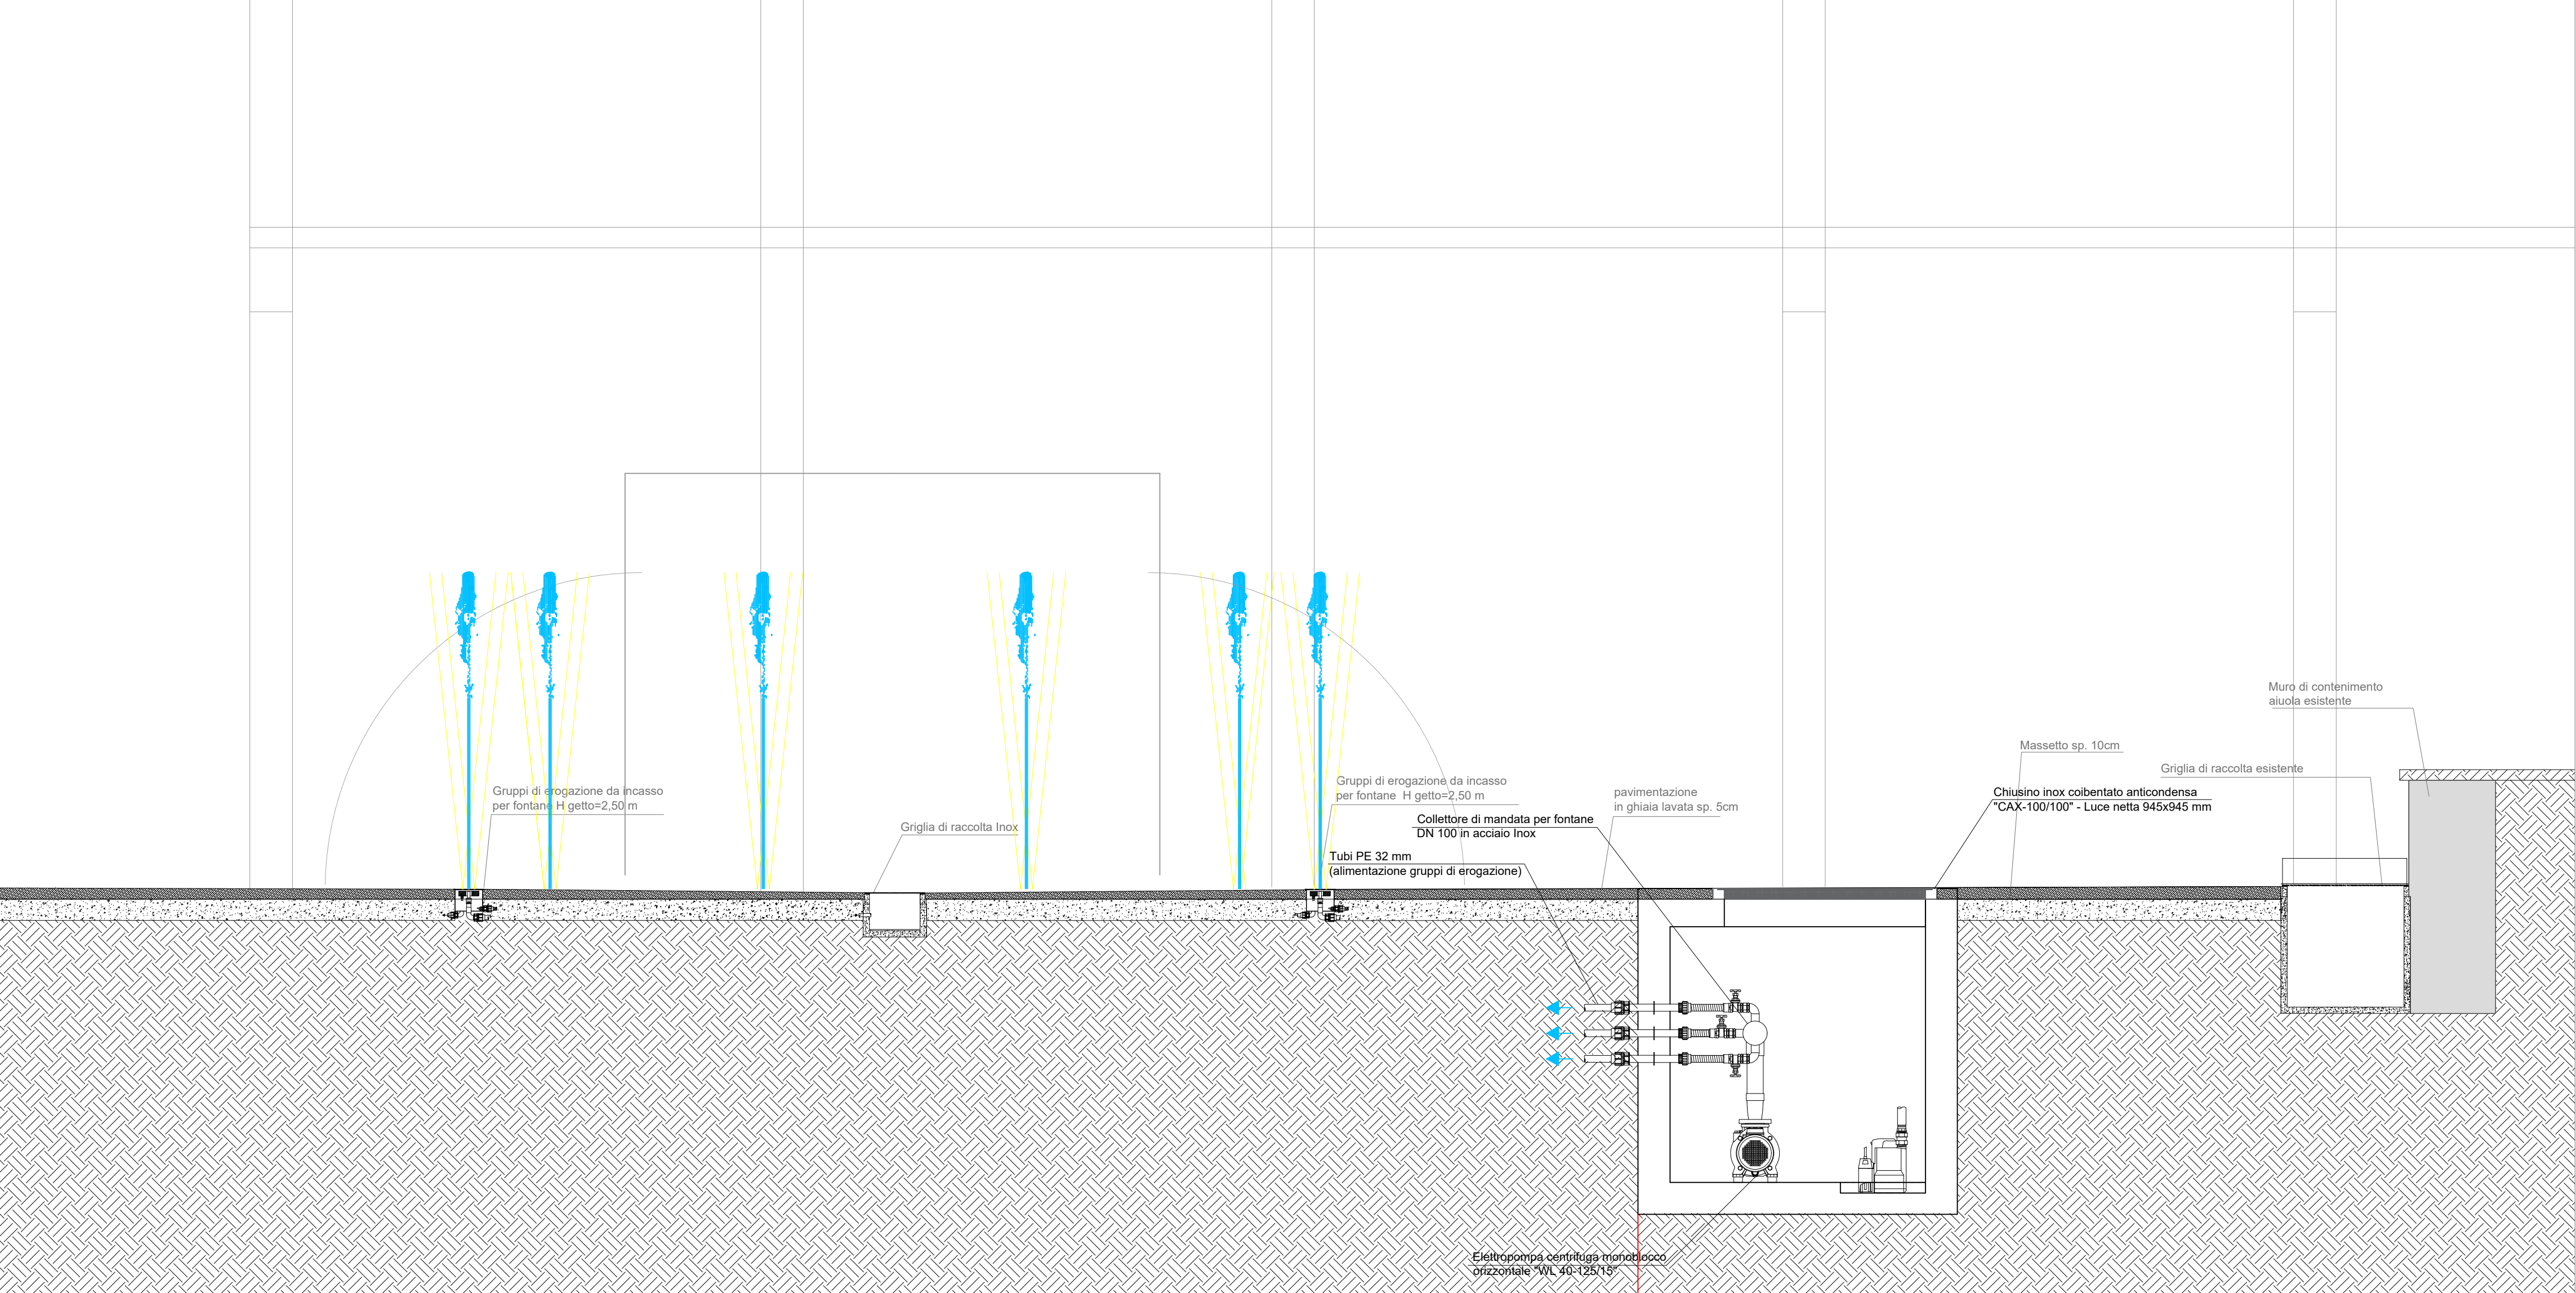 Muro di contenimento
aiuola esistente
Massetto sp. 10cm
Griglia di raccolta esistente
Gruppi di erogazione da incasso
per fontane H getto=2,50 m
Gruppi di erogazione da incasso
per fontane  H getto=2,50 m
pavimentazione
in ghiaia lavata sp. 5cm
Chiusino inox coibentato anticondensa
"CAX-100/100" - Luce netta 945x945 mm
Griglia di raccolta Inox
Collettore di mandata per fontane
DN 100 in acciaio Inox
Tubi PE 32 mm
(alimentazione gruppi di erogazione)
Elettropompa centrifuga monoblocco
orizzontale "WL 40-125/15"